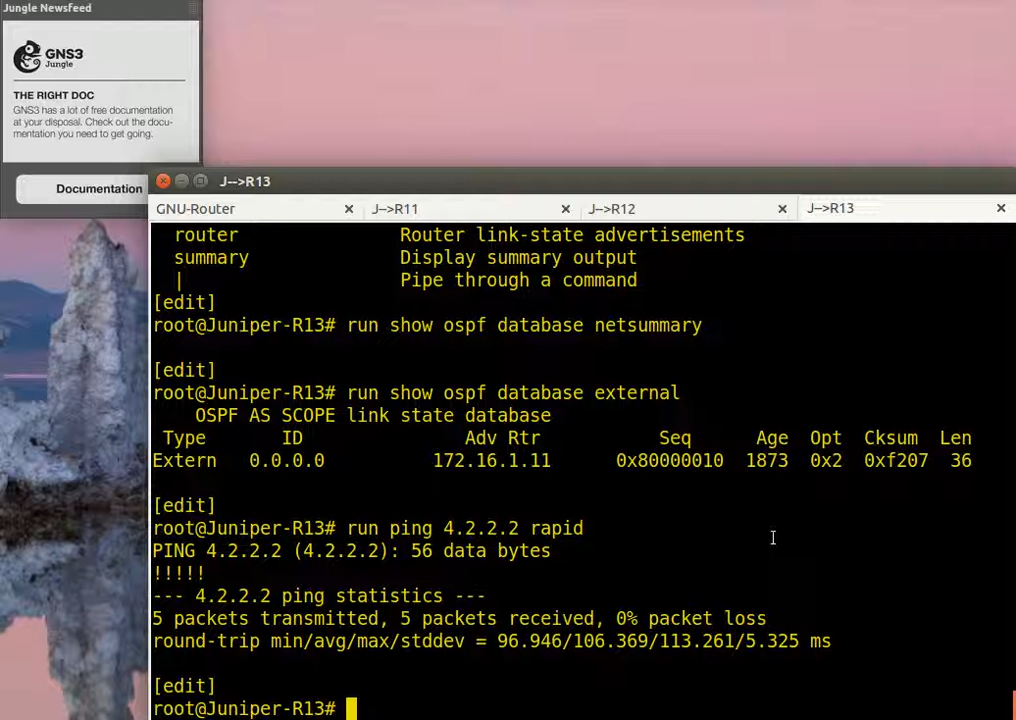 Jungle Newsfeed
GNS3
Jungle
THE RIGHT DOC
GNS3 has a lot of free documentation
at your disposal. Check out the docu-
mentation you need to get going.
Documentation
J-->R13
GNU-Router
J-->R11
J-->R12
J-->R13
router Router link-state advertisements
summary Display summary output
| Pipe through a command
[edit]
root@Juniper-R13# run show ospf database netsummary
[edit]
root@Juniper-R13# run show ospf database external
OSPF AS SCOPE link state database
Type ID Adv Rtr Seq Age Opt Cksum Len
Extern 0.0.0.0 172.16.1.11 0x80000010 1873 0x2 0xf207 36
[edit]
root@Juniper-R13# run ping 4.2.2.2 rapid
PING 4.2.2.2 (4.2.2.2): 56 data bytes
!!!!!
--- 4.2.2.2 ping statistics ---
5 packets transmitted, 5 packets received, 0% packet loss
round-trip min/avg/max/stddev = 96.946/106.369/113.261/5.325 ms
[edit]
root@Juniper-R13#